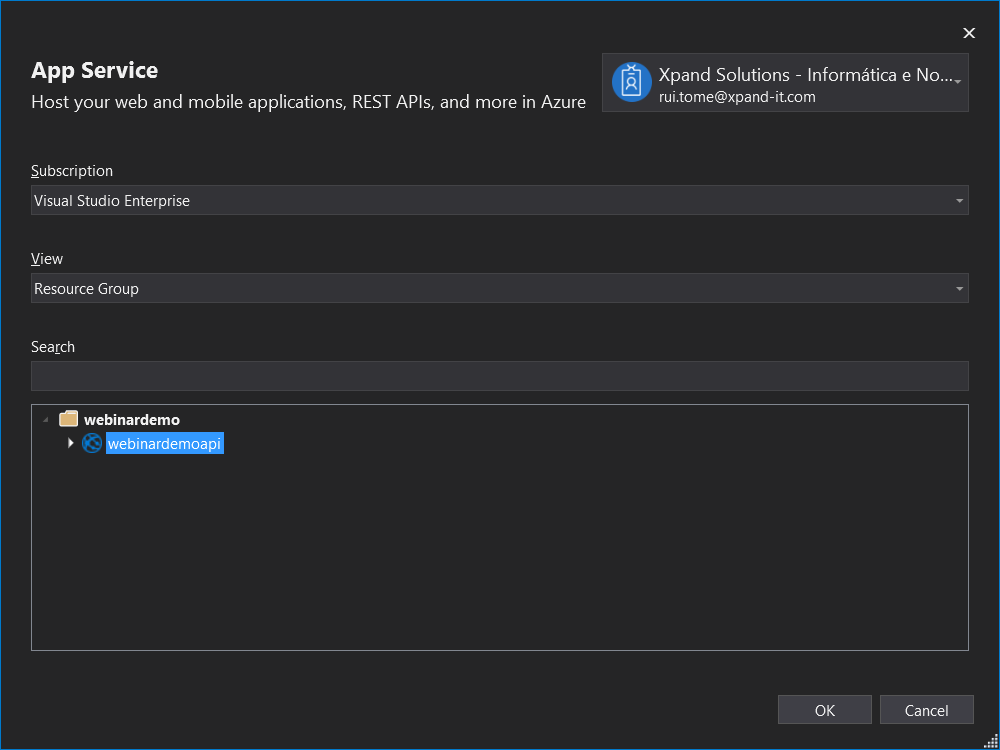 App Service
Host your web and mobile applications, REST APIs, and more in Azure
Xpand Solutions - Informática e No...
rui.tome@xpand-it.com
Subscription
Visual Studio Enterprise
View
Resource Group
Search
webinardemo
webinardemoapi
OK
Cancel